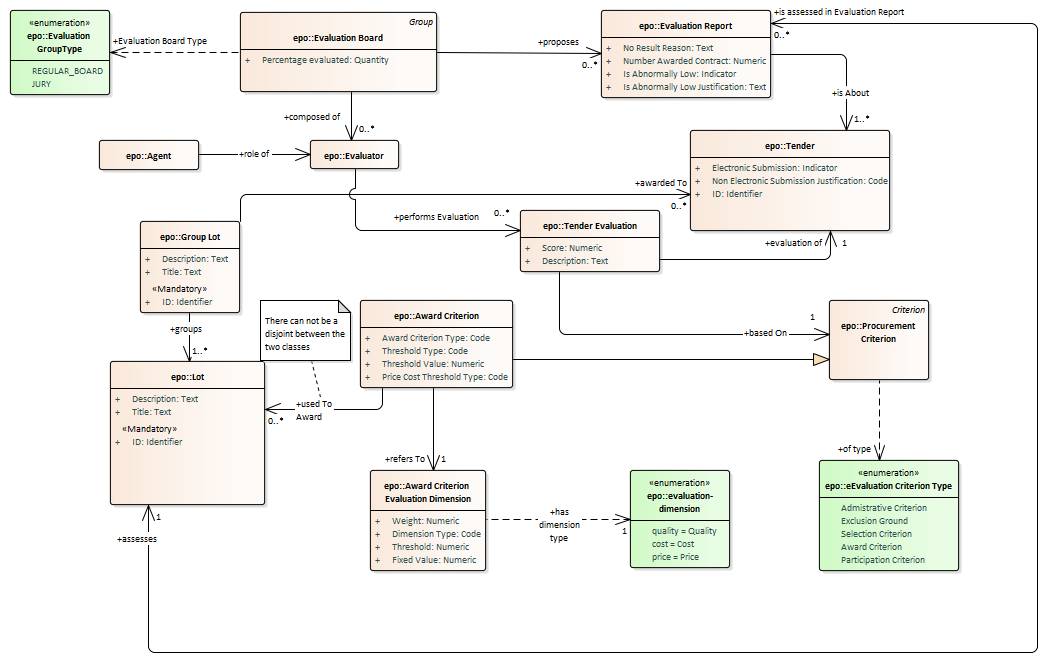 «enumeration»
epo::Evaluation
GroupType
REGULAR_BOARD
JURY
+Evaluation Board Type
Group
epo::Evaluation Board
+ Percentage evaluated: Quantity
+proposes
0..*
epo::Evaluation Report
+ No Result Reason: Text
+ Number Awarded Contract: Numeric
+ Is Abnormally Low: Indicator
+ Is Abnormally Low Justification: Text
+is assessed in Evaluation Report
0..*
+is About
1..*
+composed of
0..*
epo::Agent
+role of
epo::Evaluator
epo::Tender
+ Electronic Submission: Indicator
+ Non Electronic Submission Justification: Code
+ ID: Identifier
+awarded To
0..*
+performs Evaluation
0..*
epo::Tender Evaluation
+ Score: Numeric
+ Description: Text
+evaluation of
1
epo::Group Lot
+ Description: Text
+ Title: Text
«Mandatory»
+ ID: Identifier
+groups
1..*
There can not be a
disjoint between the
two classes
epo::Award Criterion
+ Award Criterion Type: Code
+ Threshold Type: Code
+ Threshold Value: Numeric
+ Price Cost Threshold Type: Code
1
+based On
Criterion
epo::Procurement
Criterion
epo::Lot
+ Description: Text
+ Title: Text
«Mandatory»
+ ID: Identifier
+used To
Award
0..*
+refers To
1
+of type
epo::Award Criterion
Evaluation Dimension
+ Weight: Numeric
+ Dimension Type: Code
+ Threshold: Numeric
+ Fixed Value: Numeric
+has
dimension
type
1
«enumeration»
epo::evaluation-
dimension
quality = Quality
cost = Cost
price = Price
«enumeration»
epo::eEvaluation Criterion Type
Admistrative Criterion
Exclusion Ground
Selection Criterion
Award Criterion
Participation Criterion
1
+assesses